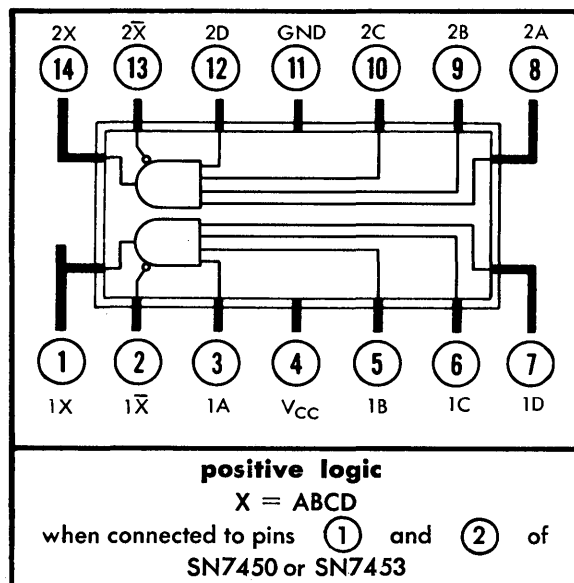 2X 2X̅ 2D GND 2C 2B 2A
14 13 12 11 10 9 8
1 2 3 4 5 6 7
1X 1X̅ 1A VCC 1B 1C 1D
positive logic
X = ABCD
when connected to pins 1 and 2 of
SN7450 or SN7453